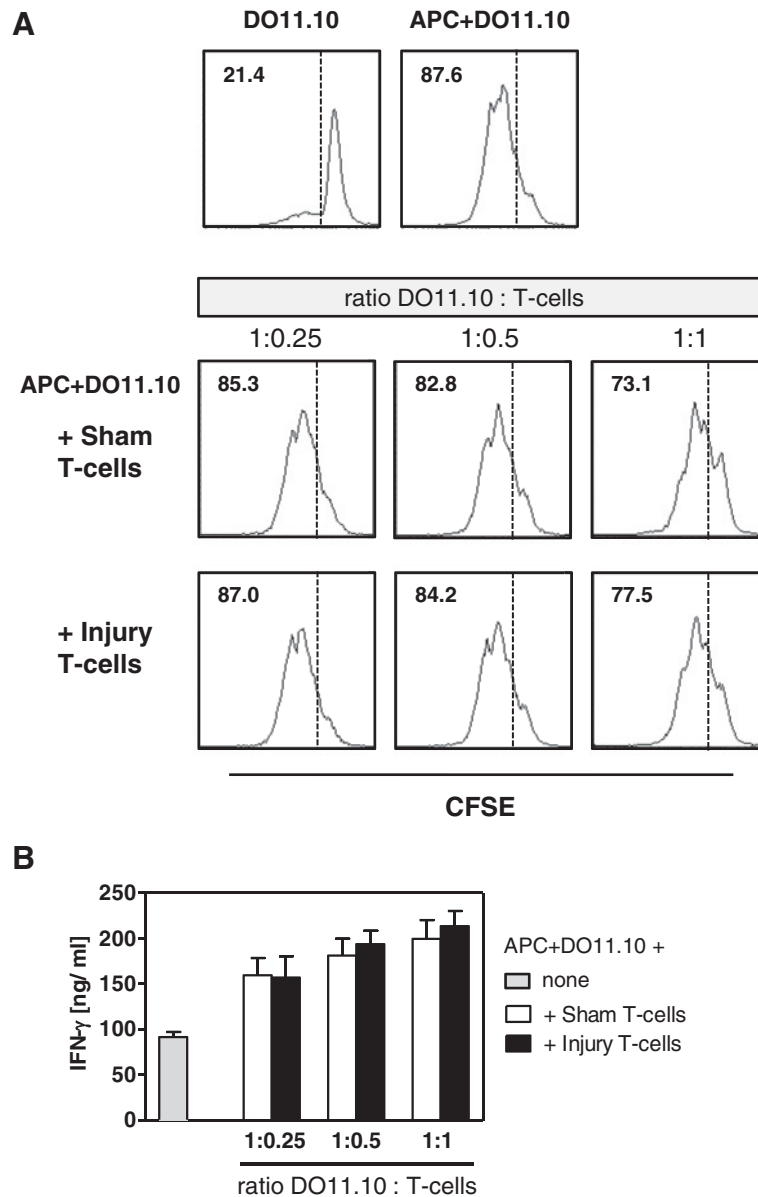 A
DO11.10
APC+DO11.10
21.4
87.6
ratio DO11.10 : T-cells
1:0.25
1:0.5
1:1
APC+DO11.10
+ Sham
T-cells
85.3
82.8
73.1
+ Injury
T-cells
87.0
84.2
77.5
CFSE
B
IFN-γ [ng/ ml]
250
200
150
100
50
0
1:0.25
1:0.5
1:1
ratio DO11.10 : T-cells
APC+DO11.10 +
none
+ Sham T-cells
+ Injury T-cells